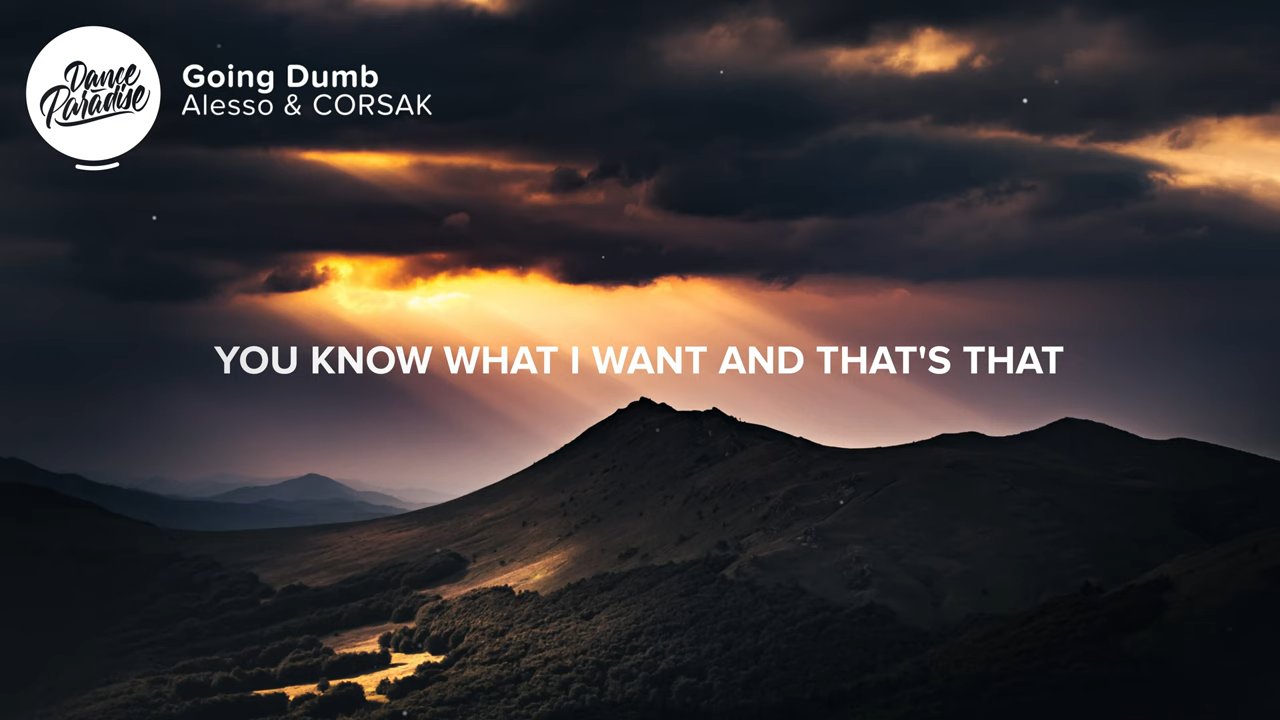 Dance
Paradise
Going Dumb
Alesso & CORSAK
YOU KNOW WHAT I WANT AND THAT'S THAT